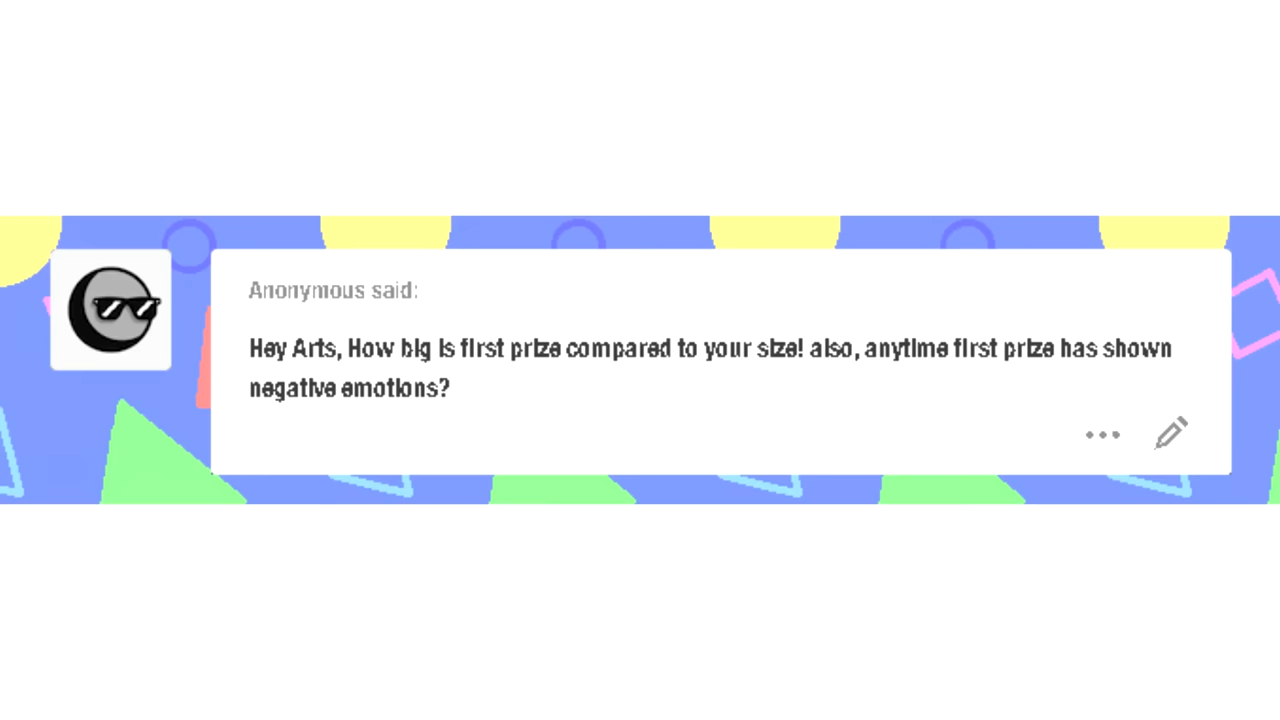 Anonymous said:
Hey Arts, How big is first prize compared to your size! also, anytime first prize has shown
negative emotions?